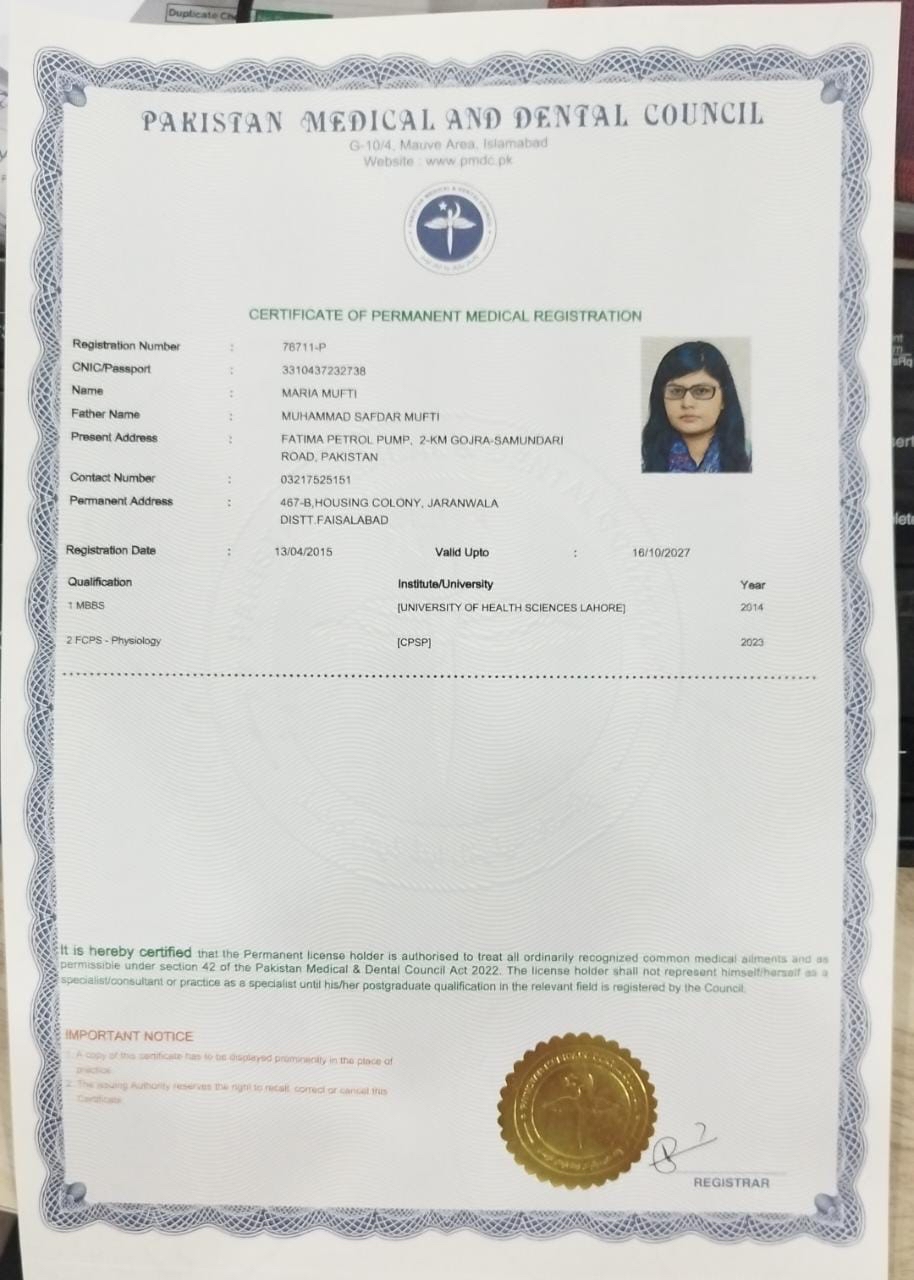 Duplicate
PAKISTAN MEDICAL AND DENTAL COUNCIL
G-10/4, Mauve Area, Islamabad
Website : www.pmdc.pk
CERTIFICATE OF PERMANENT MEDICAL REGISTRATION
Registration Number : 76711-P
CNIC/Passport : 3310437232738
Name : MARIA MUFTI
Father Name : MUHAMMAD SAFDAR MUFTI
Present Address : FATIMA PETROL PUMP, 2-KM GOJRA-SAMUNDARI
ROAD, PAKISTAN
Contact Number : 03217525151
Permanent Address : 467-B,HOUSING COLONY, JARANWALA
DISTT.FAISALABAD
Registration Date : 13/04/2015 Valid Upto : 16/10/2027
Qualification Institute/University Year
1 MBBS [UNIVERSITY OF HEALTH SCIENCES LAHORE] 2014
2 FCPS - Physiology [CPSP] 2023
It is hereby certified that the Permanent license holder is authorised to treat all ordinarily recognized common medical ailments and as
permissible under section 42 of the Pakistan Medical & Dental Council Act 2022. The license holder shall not represent himself/herself as a
specialist/consultant or practice as a specialist until his/her postgraduate qualification in the relevant field is registered by the Council.
IMPORTANT NOTICE
1. A copy of this certificate has to be displayed prominently in the place of
practice.
2. The issuing Authority reserves the right to recall, correct or cancel this
Certificate.
REGISTRAR